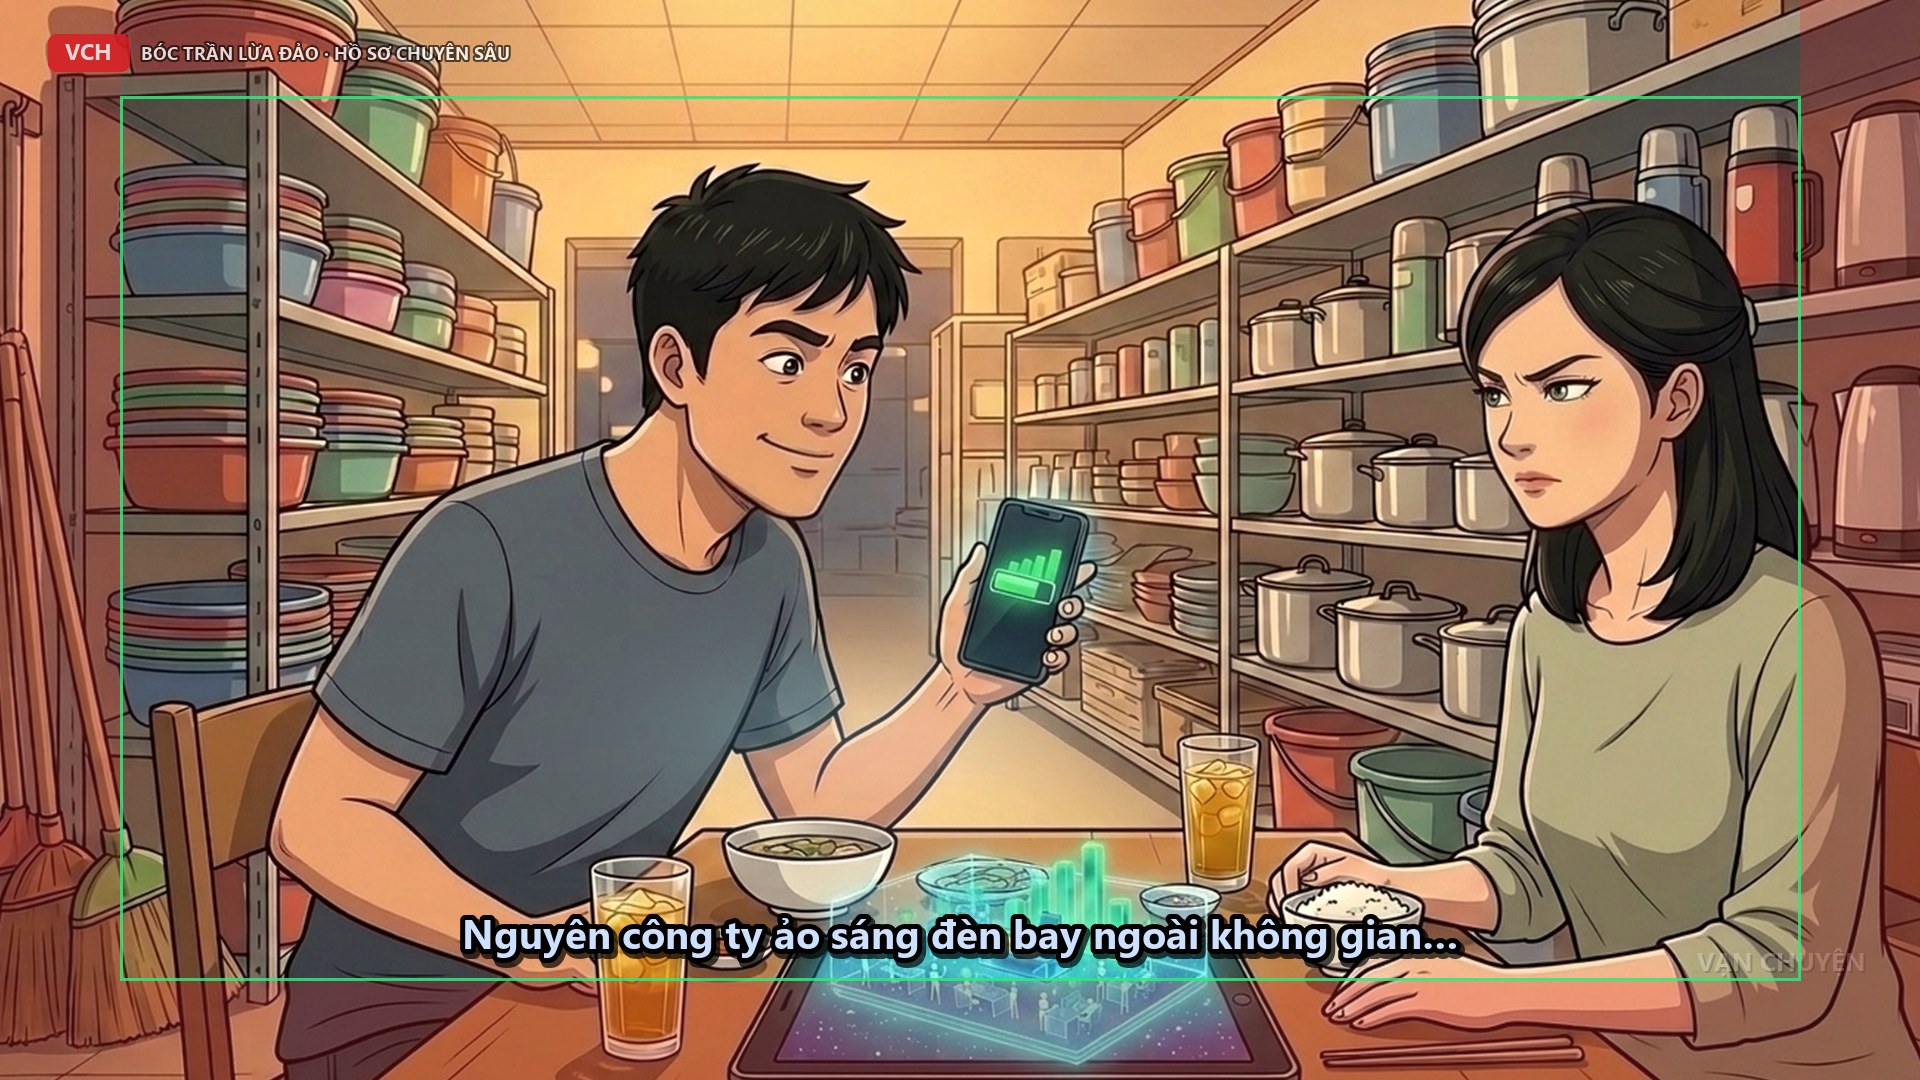 VCH BÓC TRẦN LỪA ĐẢO · HỒ SƠ CHUYÊN SÂU
Nguyên công ty ảo sáng đèn bay ngoài không gian...
VẠN CHUYỆN